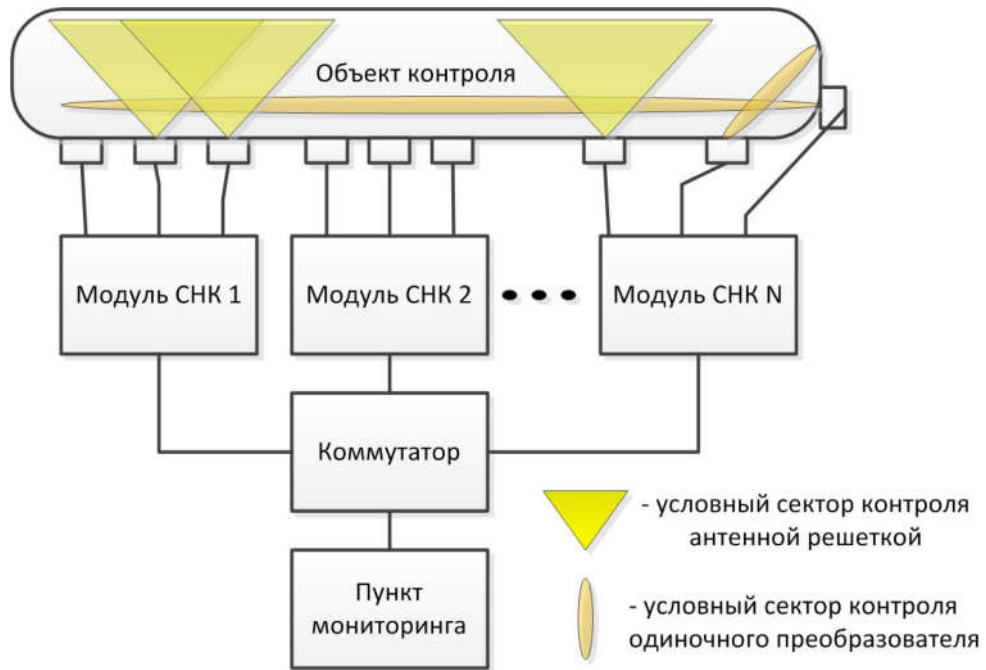 Объект контроля
Модуль СНК 1
Модуль СНК 2
Модуль СНК N
Коммутатор
- условный сектор контроля
антенной решеткой
Пункт
мониторинга
- условный сектор контроля
одиночного преобразователя